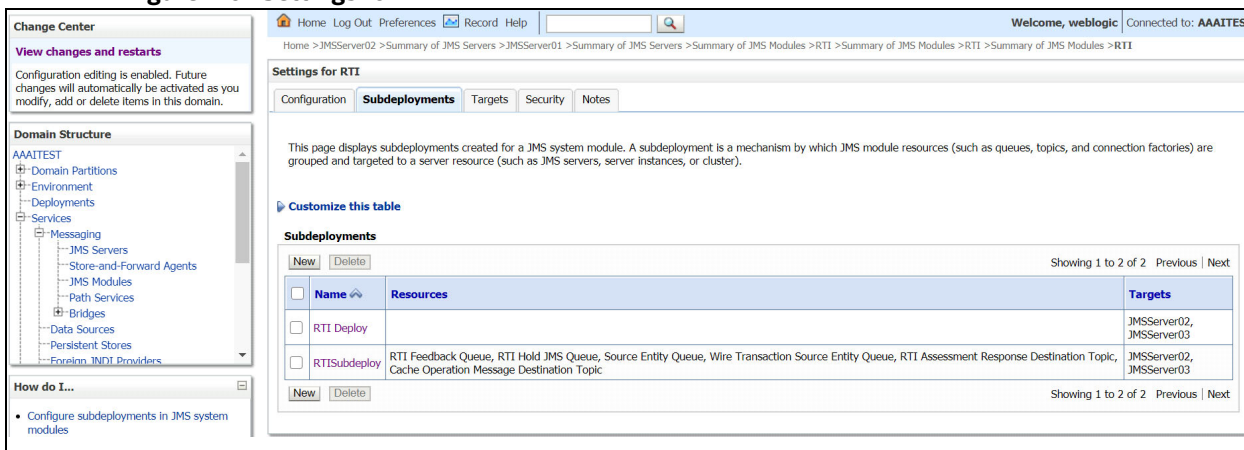 Change Center
View changes and restarts
Configuration editing is enabled. Future
changes will automatically be activated as you
modify, add or delete items in this domain.
Domain Structure
AAAITEST
Domain Partitions
Environment
Deployments
Services
Messaging
JMS Servers
Store-and-Forward Agents
JMS Modules
Path Services
Bridges
Data Sources
Persistent Stores
Foreign JNDI Providers
How do I...
Configure subdeployments in JMS system
modules
Home Log Out Preferences Record Help
Welcome, weblogic Connected to: AAAITES
Home >JMSServer02 >Summary of JMS Servers >JMSServer01 >Summary of JMS Servers >Summary of JMS Modules >RTI >Summary of JMS Modules >RTI >Summary of JMS Modules >RTI
Settings for RTI
Configuration Subdeployments Targets Security Notes
This page displays subdeployments created for a JMS system module. A subdeployment is a mechanism by which JMS module resources (such as queues, topics, and connection factories) are
grouped and targeted to a server resource (such as JMS servers, server instances, or cluster).
Customize this table
Subdeployments
New Delete Showing 1 to 2 of 2 Previous | Next
Name Resources Targets
RTI Deploy JMSServer02,
JMSServer03
RTISubdeploy RTI Feedback Queue, RTI Hold JMS Queue, Source Entity Queue, Wire Transaction Source Entity Queue, RTI Assessment Response Destination Topic, JMSServer02,
Cache Operation Message Destination Topic JMSServer03
New Delete Showing 1 to 2 of 2 Previous | Next